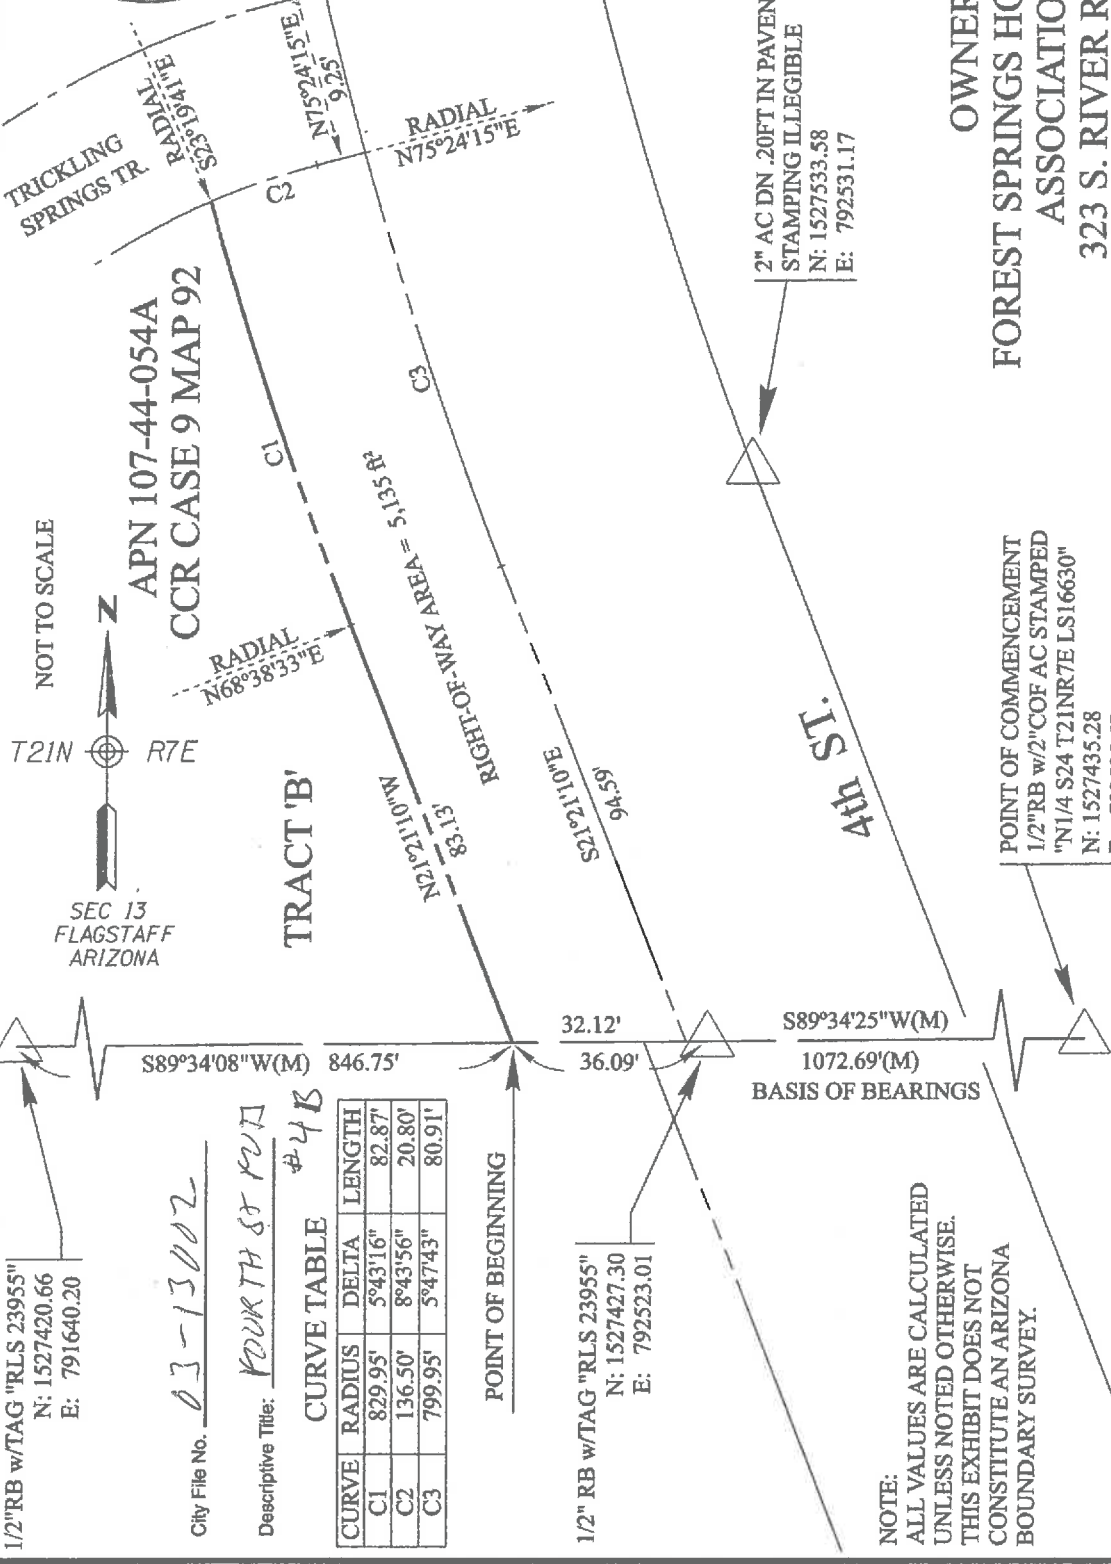 TRICKLING
SPRINGS TR.
RADIAL
S23°19'41"E
N75°24'15"E
9.25'
RADIAL
N75°24'15"E
C2
APN 107-44-054A
CCR CASE 9 MAP 92
C1
C3
NOT TO SCALE
N
T21N R7E
SEC 13
FLAGSTAFF
ARIZONA
RADIAL
N68°38'33"E
RIGHT-OF-WAY AREA = 5,135 ft²
TRACT 'B'
N21°21'10"W
83.13'
S21°21'10"E
94.59'
4th ST.
2" AC DN .20FT IN PAVEN
STAMPING ILLEGIBLE
N: 1527533.58
E: 792531.17
OWNER
FOREST SPRINGS HO
ASSOCIATIO
323 S. RIVER R
POINT OF COMMENCEMENT
1/2"RB w/2"COF AC STAMPED
"N1/4 S24 T21NR7E LS16630"
N: 1527435.28
S89°34'08"W(M) 846.75'
32.12'
36.09'
S89°34'25"W(M)
1072.69'(M)
BASIS OF BEARINGS
1/2"RB w/TAG "RLS 23955"
N: 1527420.66
E: 791640.20
City File No. 03-13002
Descriptive Title: FOURTH ST
#4B
CURVE TABLE
CURVE RADIUS DELTA LENGTH
C1 829.95' 5°43'16" 82.87'
C2 136.50' 8°43'56" 20.80'
C3 799.95' 5°47'43" 80.91'
POINT OF BEGINNING
1/2" RB w/TAG "RLS 23955"
N: 1527427.30
E: 792523.01
NOTE:
ALL VALUES ARE CALCULATED
UNLESS NOTED OTHERWISE.
THIS EXHIBIT DOES NOT
CONSTITUTE AN ARIZONA
BOUNDARY SURVEY.